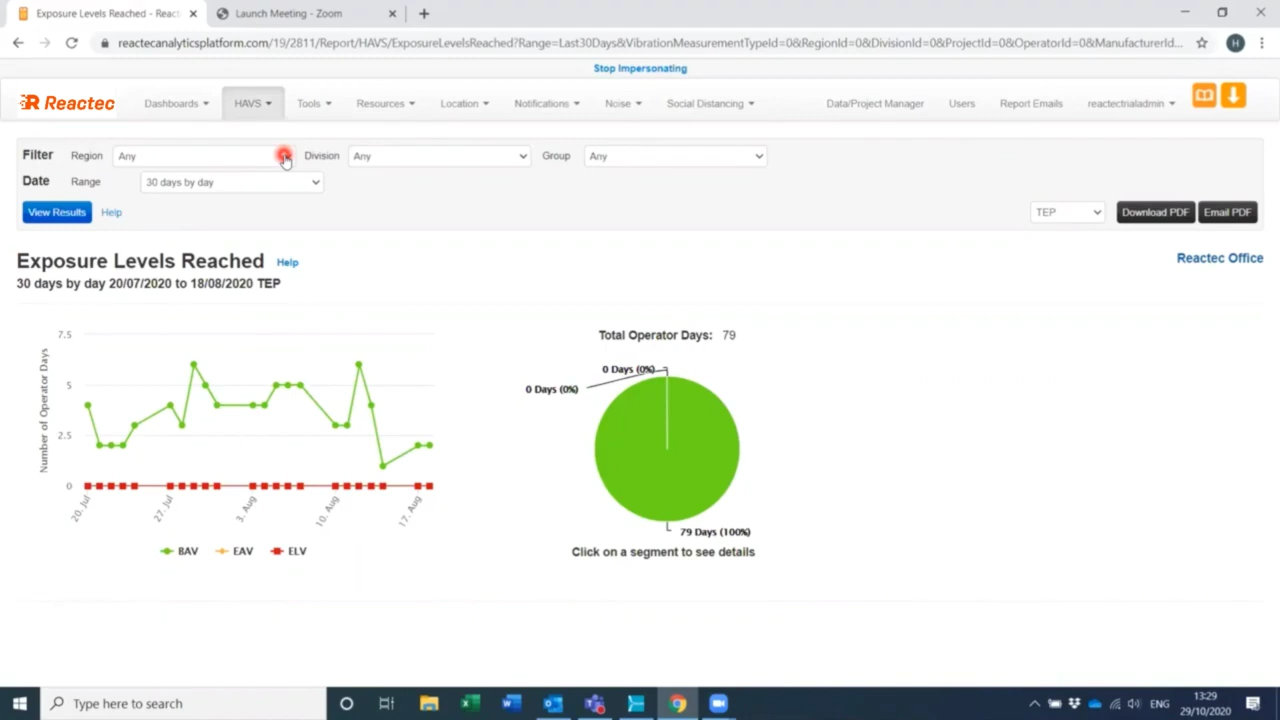 Exposure Levels Reached - React
Launch Meeting - Zoom
reactecanalyticsplatform.com/19/2811/Report/HAVS/ExposureLevelsReached?Range=Last30Days&VibrationMeasurementTypeId=0&RegionId=0&DivisionId=0&ProjectId=0&OperatorId=0&ManufacturerId...
H
Stop Impersonating
Reactec Dashboards HAVS Tools Resources Location Notifications Noise Social Distancing Data/Project Manager Users Report Emails reactectrialadmin
Filter Region Any Division Any Group Any
Date Range 30 days by day
View Results Help TEP Download PDF Email PDF
Exposure Levels Reached Help Reactec Office
30 days by day 20/07/2020 to 18/08/2020 TEP
Number of Operator Days
7.5
5
2.5
0
20. Jul 27. Jul 3. Aug 10. Aug 17. Aug
BAV EAV ELV
Total Operator Days: 79
0 Days (0%)
0 Days (0%)
79 Days (100%)
Click on a segment to see details
Type here to search
ENG
13:29
29/10/2020